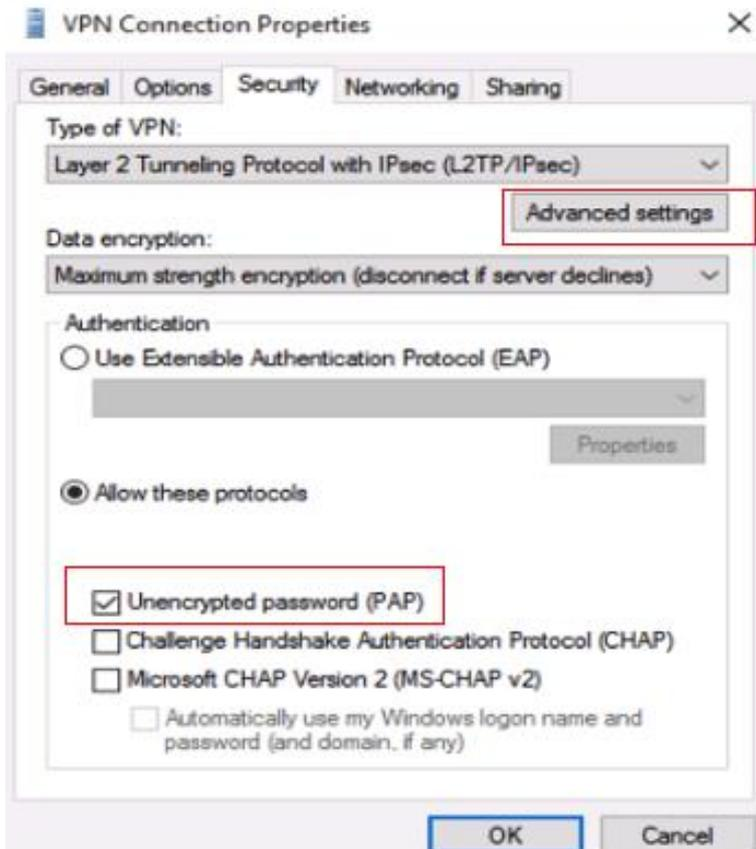 VPN Connection Properties
General Options Security Networking Sharing
Type of VPN:
Layer 2 Tunneling Protocol with IPsec (L2TP/IPsec)
Advanced settings
Data encryption:
Maximum strength encryption (disconnect if server declines)
Authentication
Use Extensible Authentication Protocol (EAP)
Properties
Allow these protocols
Unencrypted password (PAP)
Challenge Handshake Authentication Protocol (CHAP)
Microsoft CHAP Version 2 (MS-CHAP v2)
Automatically use my Windows logon name and
password (and domain, if any)
OK Cancel